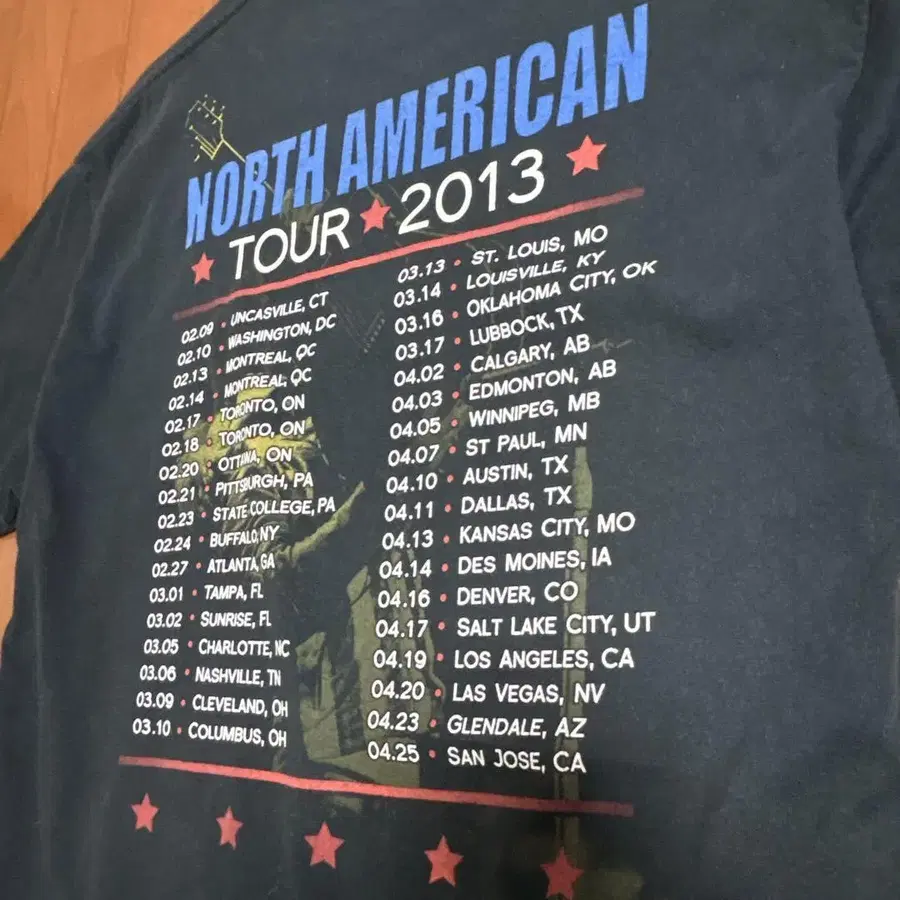 NORTH AMERICAN
TOUR ★ 2013
02.09 • UNCASVILLE, CT
02.10 • WASHINGTON, DC
02.13 • MONTREAL, QC
02.14 • MONTREAL, QC
02.17 • TORONTO, ON
02.18 • TORONTO, ON
02.20 • OTTAWA, ON
02.21 • PITTSBURGH, PA
02.23 • STATE COLLEGE, PA
02.24 • BUFFALO, NY
02.27 • ATLANTA, GA
03.01 • TAMPA, FL
03.02 • SUNRISE, FL
03.05 • CHARLOTTE, NC
03.06 • NASHVILLE, TN
03.09 • CLEVELAND, OH
03.10 • COLUMBUS, OH
03.13 • ST. LOUIS, MO
03.14 • LOUISVILLE, KY
03.16 • OKLAHOMA CITY, OK
03.17 • LUBBOCK, TX
04.02 • CALGARY, AB
04.03 • EDMONTON, AB
04.05 • WINNIPEG, MB
04.07 • ST PAUL, MN
04.10 • AUSTIN, TX
04.11 • DALLAS, TX
04.13 • KANSAS CITY, MO
04.14 • DES MOINES, IA
04.16 • DENVER, CO
04.17 • SALT LAKE CITY, UT
04.19 • LOS ANGELES, CA
04.20 • LAS VEGAS, NV
04.23 • GLENDALE, AZ
04.25 • SAN JOSE, CA